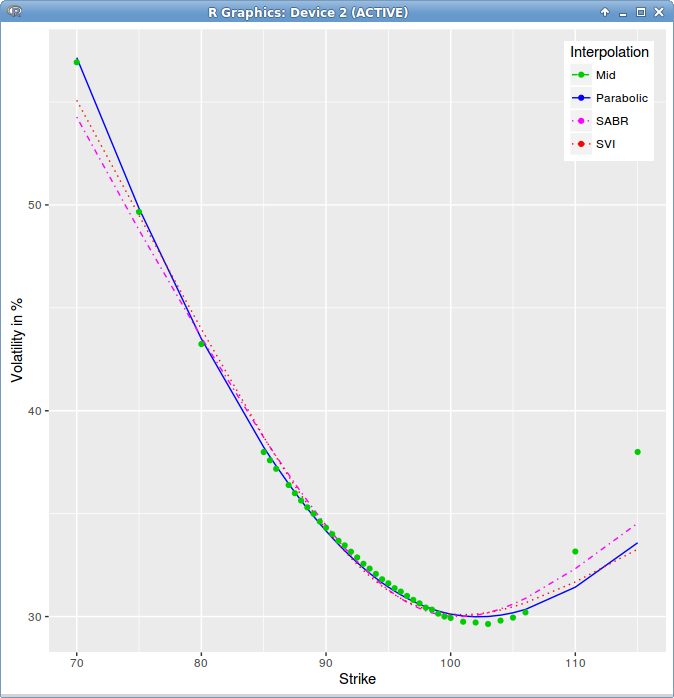 R Graphics: Device 2 (ACTIVE)
Interpolation
Mid
Parabolic
SABR
SVI
50
40
30
Volatility in %
70 80 90 100 110
Strike